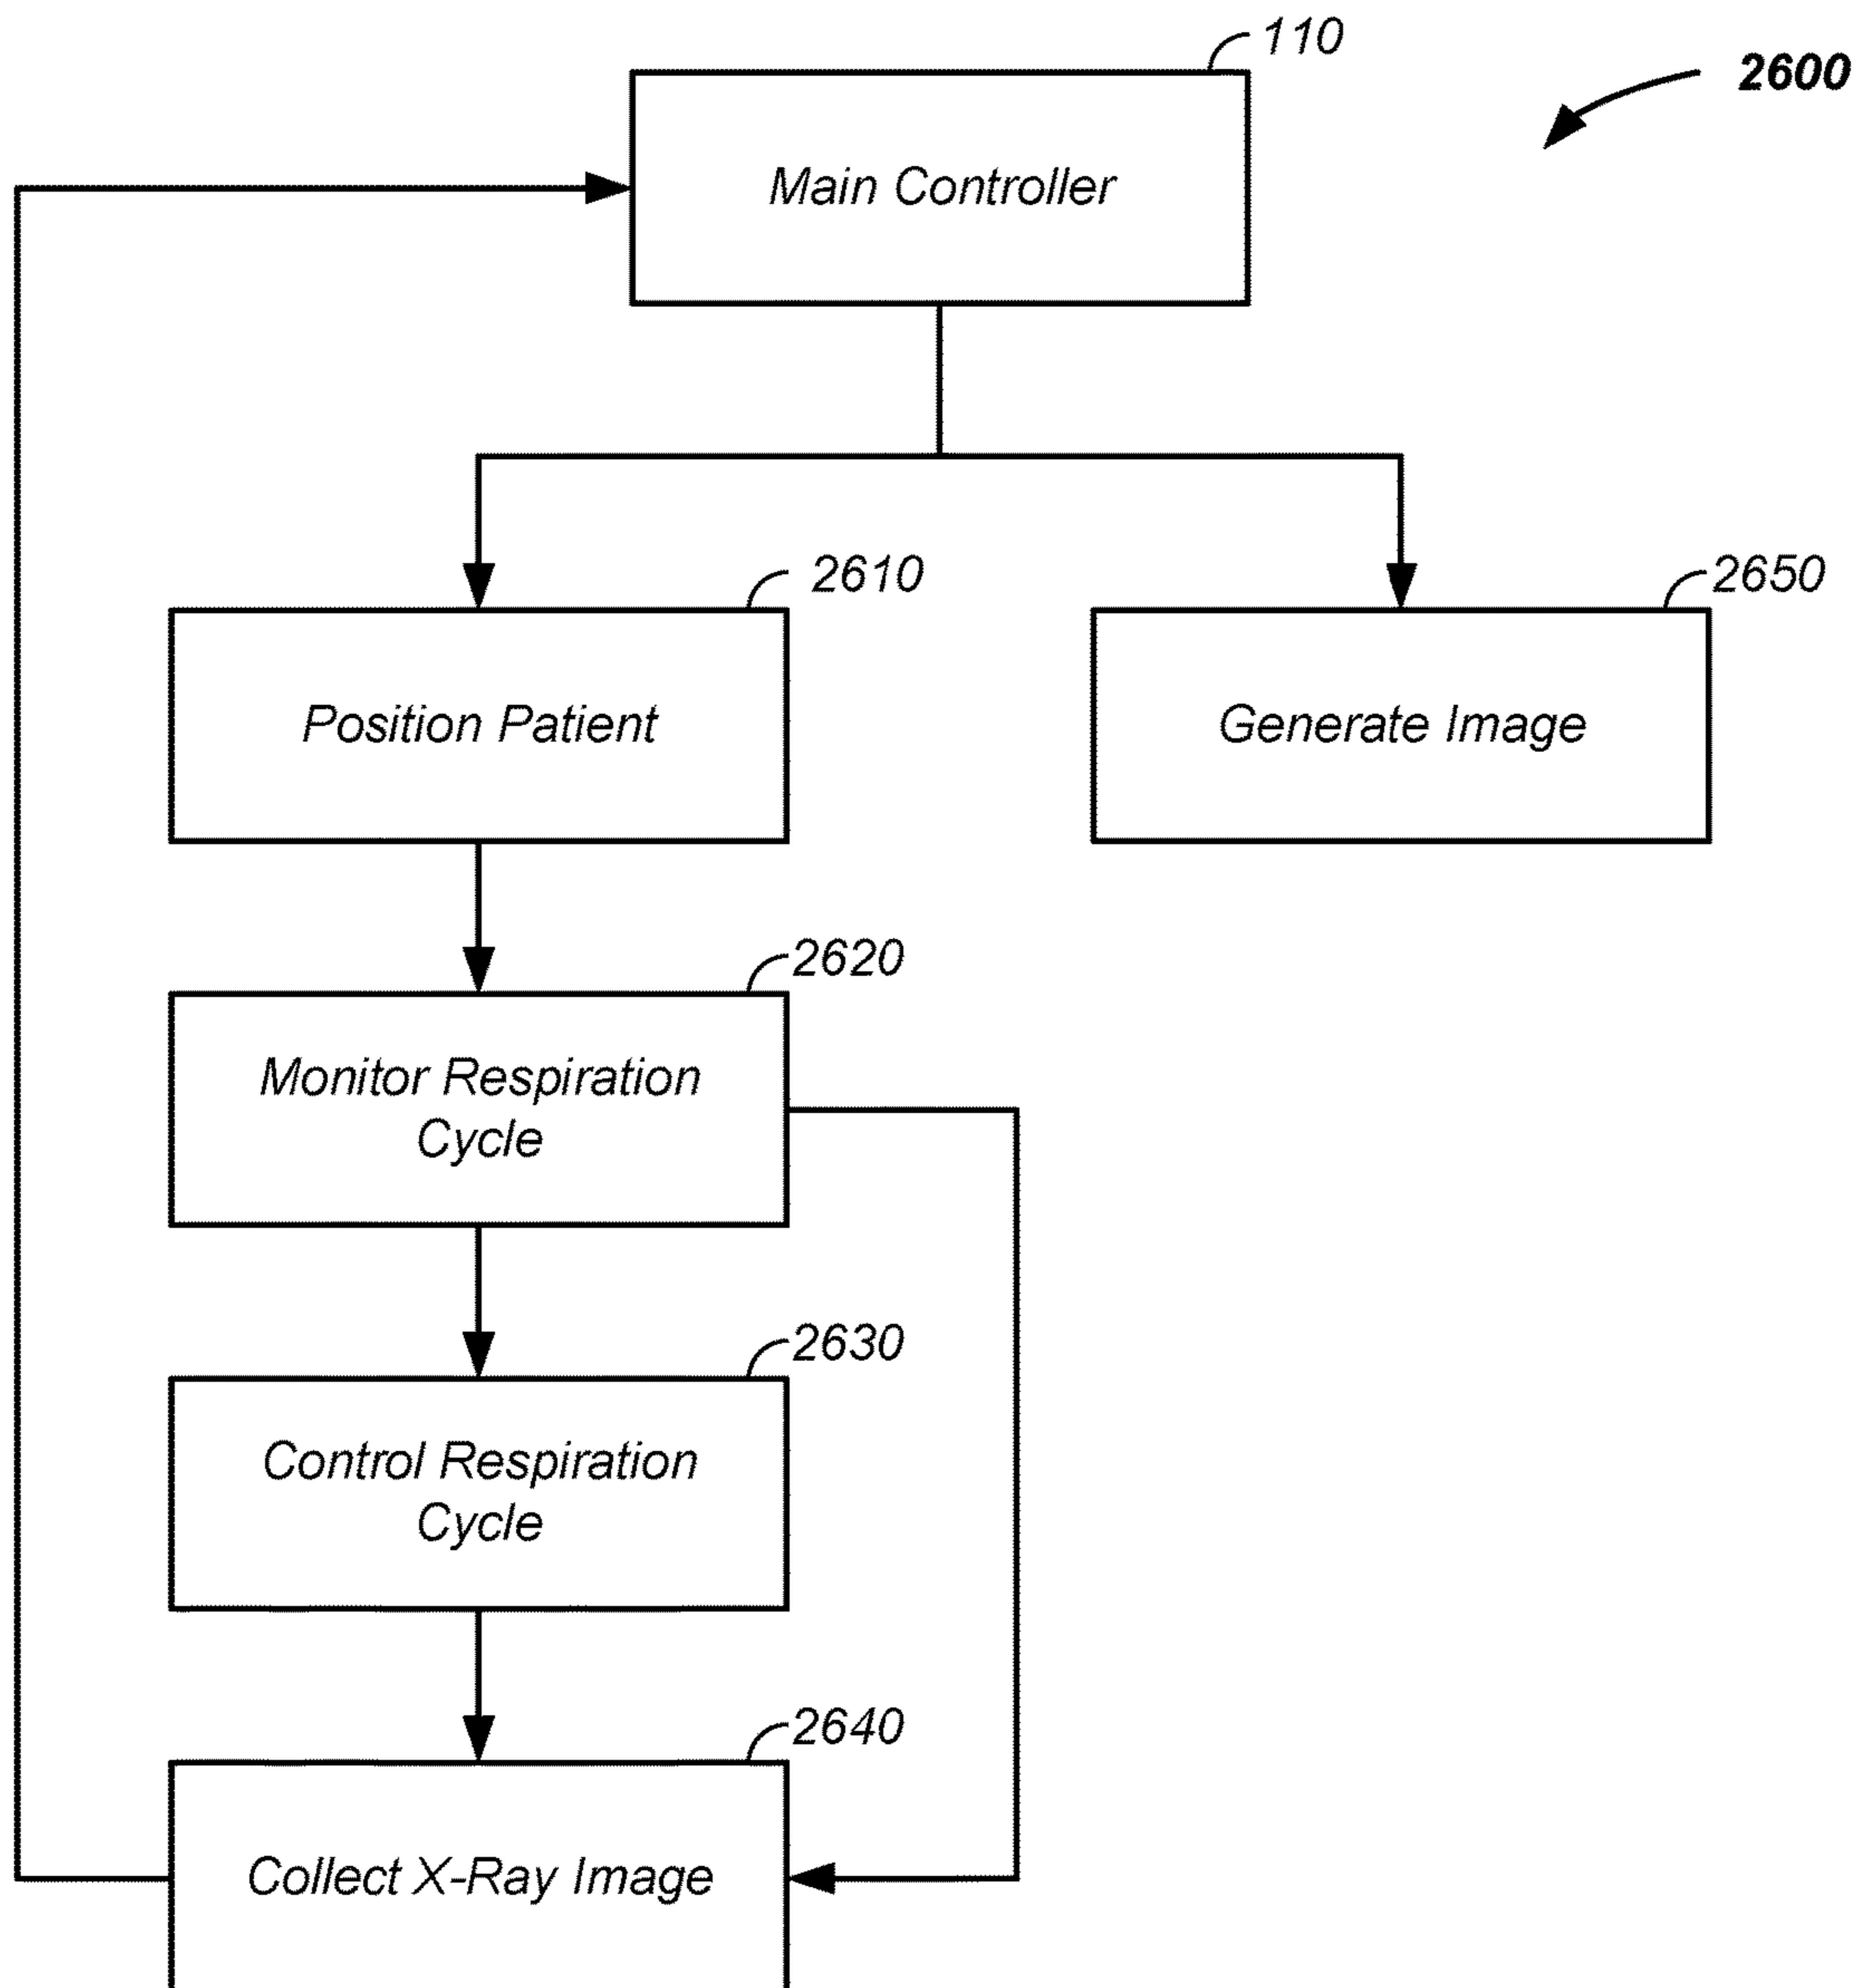 110
2600
Main Controller
2610
2650
Position Patient
Generate Image
2620
Monitor Respiration
Cycle
2630
Control Respiration
Cycle
2640
Collect X-Ray Image